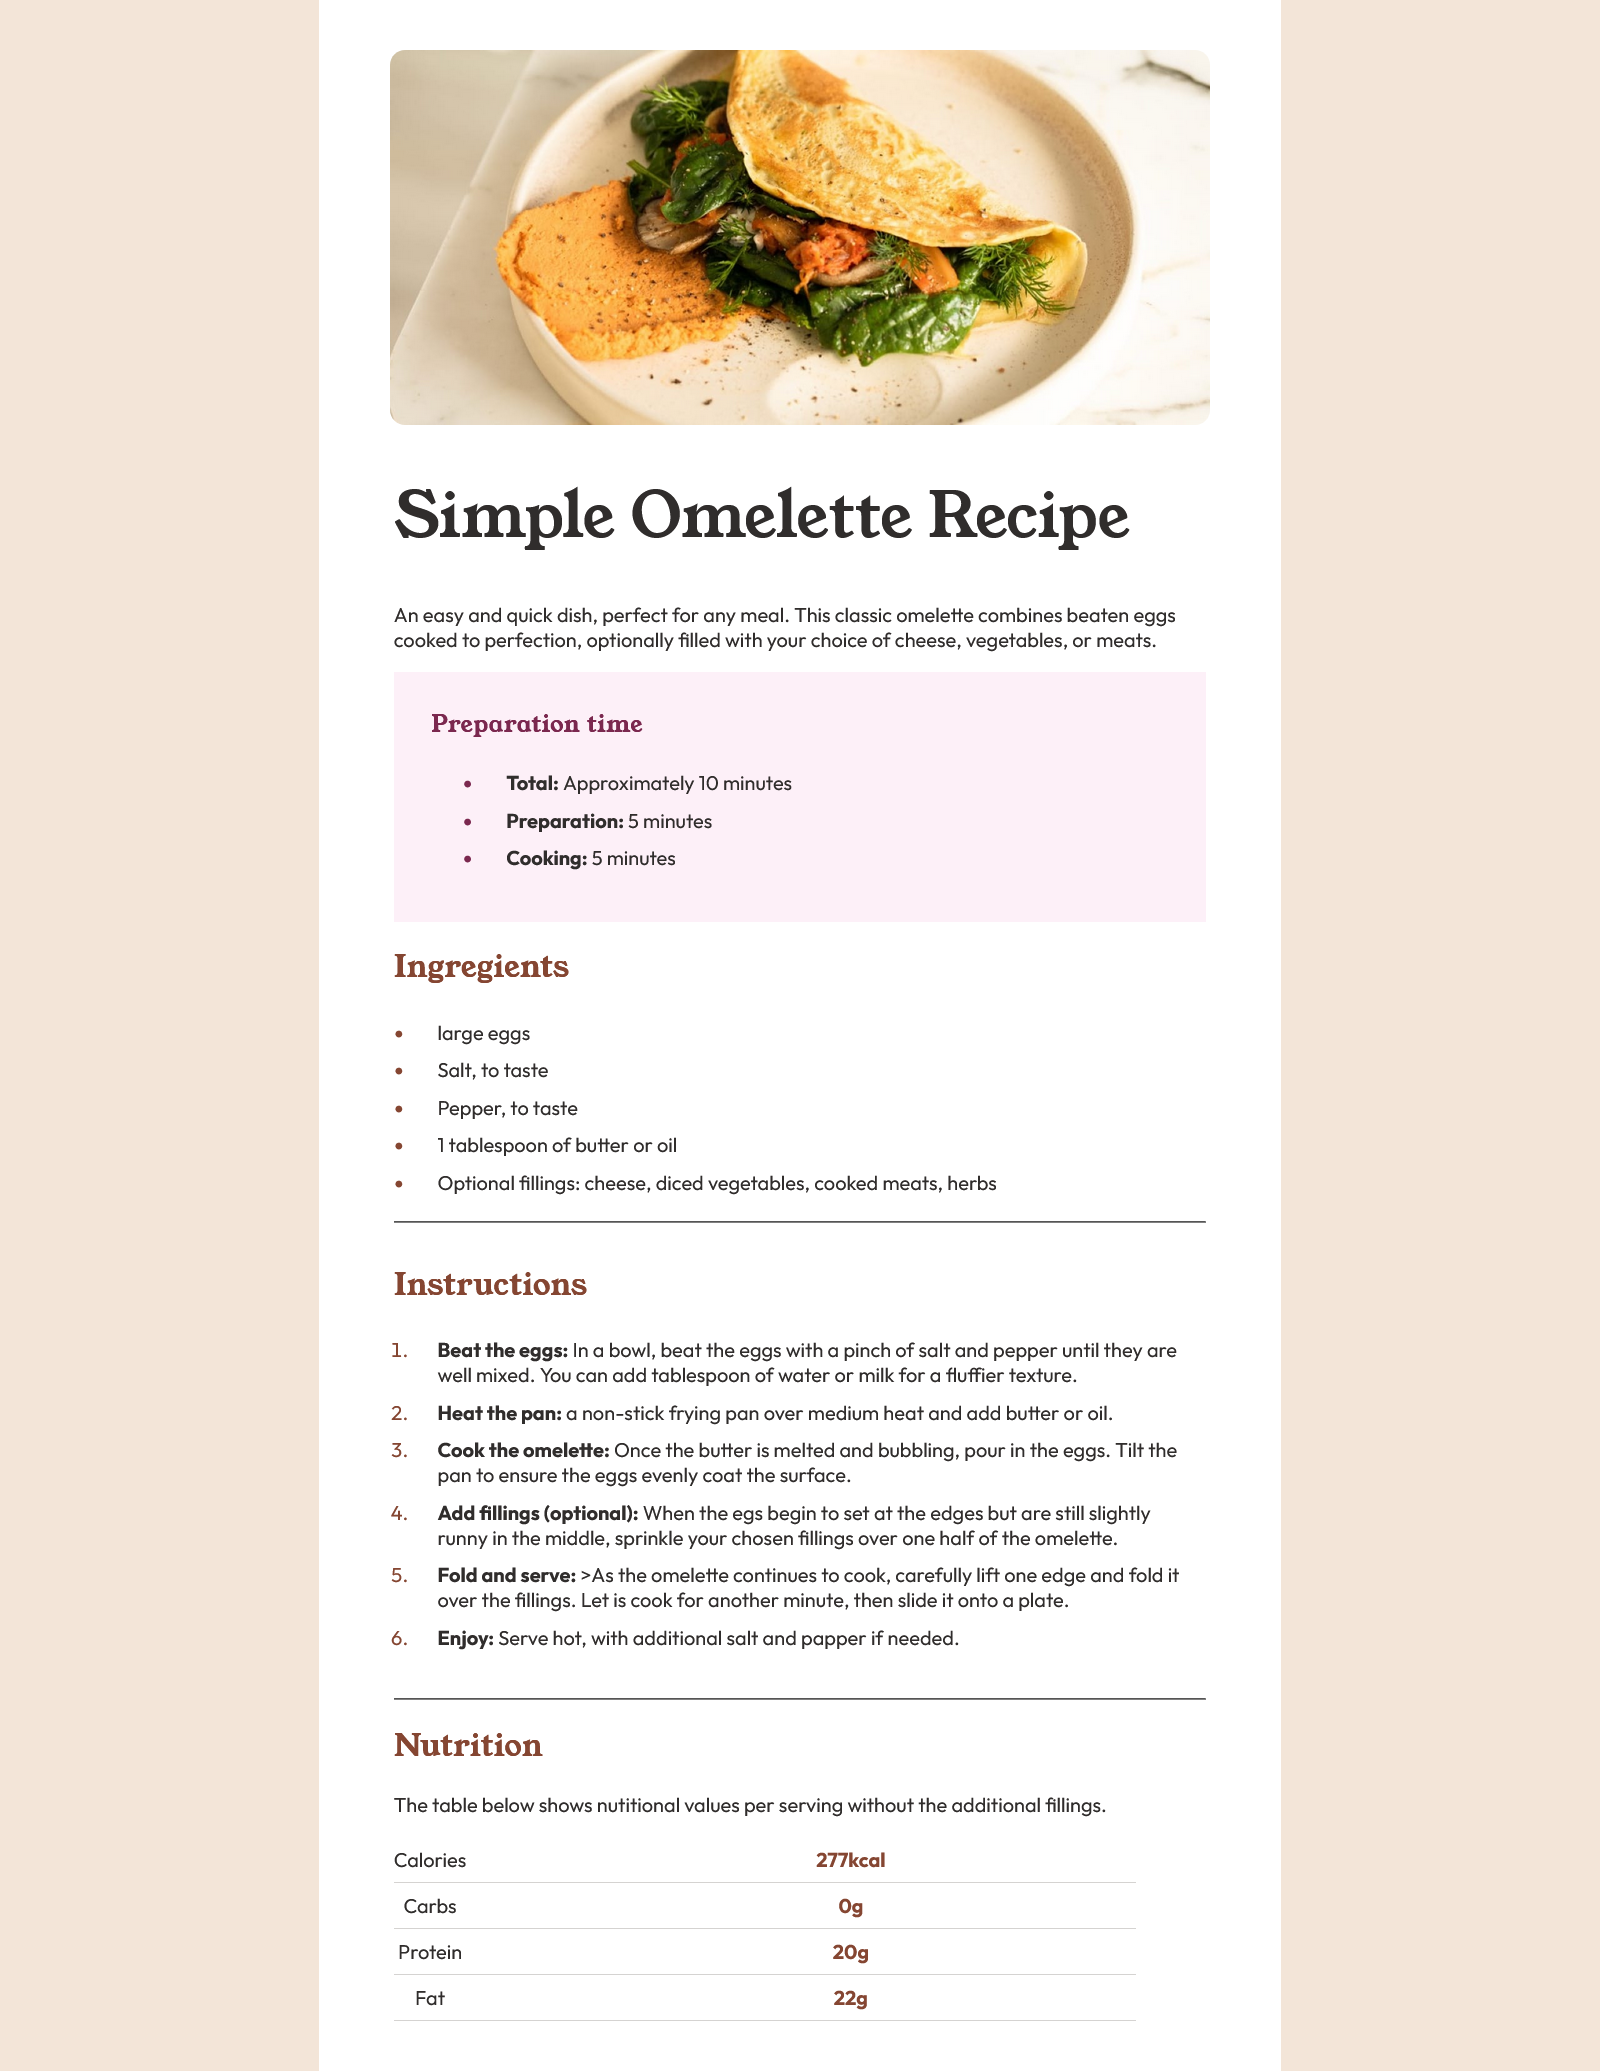 Simple Omelette Recipe
An easy and quick dish, perfect for any meal. This classic omelette combines beaten eggs
cooked to perfection, optionally filled with your choice of cheese, vegetables, or meats.
Preparation time
• Total: Approximately 10 minutes
• Preparation: 5 minutes
• Cooking: 5 minutes
Ingregients
• large eggs
• Salt, to taste
• Pepper, to taste
• 1 tablespoon of butter or oil
• Optional fillings: cheese, diced vegetables, cooked meats, herbs
Instructions
1. Beat the eggs: In a bowl, beat the eggs with a pinch of salt and pepper until they are
well mixed. You can add tablespoon of water or milk for a fluffier texture.
2. Heat the pan: a non-stick frying pan over medium heat and add butter or oil.
3. Cook the omelette: Once the butter is melted and bubbling, pour in the eggs. Tilt the
pan to ensure the eggs evenly coat the surface.
4. Add fillings (optional): When the egs begin to set at the edges but are still slightly
runny in the middle, sprinkle your chosen fillings over one half of the omelette.
5. Fold and serve: >As the omelette continues to cook, carefully lift one edge and fold it
over the fillings. Let is cook for another minute, then slide it onto a plate.
6. Enjoy: Serve hot, with additional salt and papper if needed.
Nutrition
The table below shows nutitional values per serving without the additional fillings.
Calories 277kcal
Carbs 0g
Protein 20g
Fat 22g